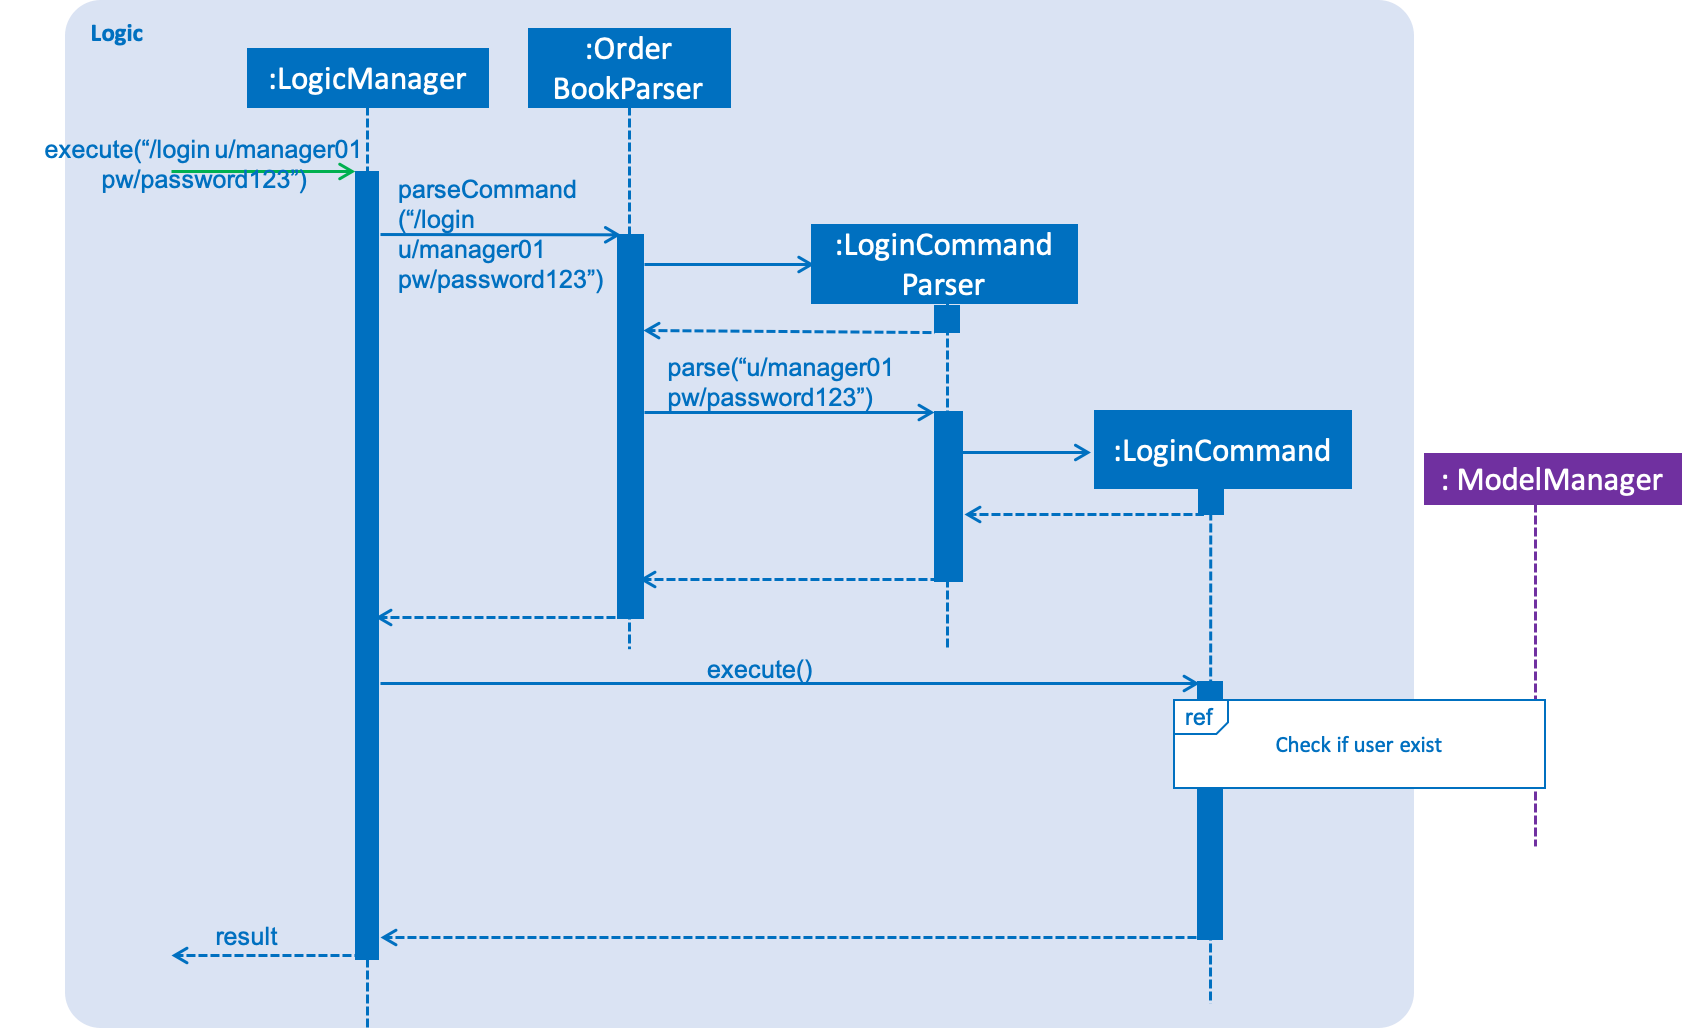 Logic
:LogicManager
:Order
BookParser
execute(“/login u/manager01
pw/password123”)
parseCommand
(“/login
u/manager01
pw/password123”)
:LoginCommand
Parser
parse(“u/manager01
pw/password123”)
:LoginCommand
: ModelManager
execute()
ref
Check if user exist
result